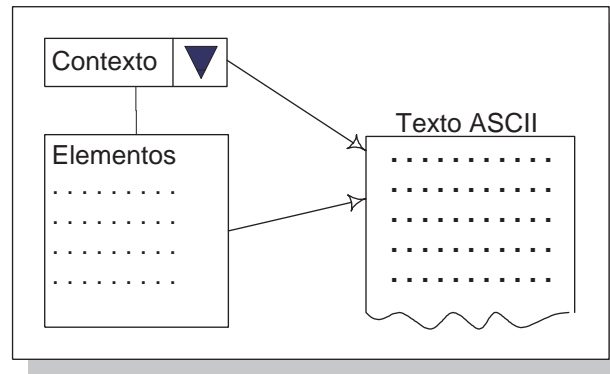 Contexto
Elementos
. . . . . . . . .
. . . . . . . . .
. . . . . . . . .
. . . . . . . . .
Texto ASCII
. . . . . . . . . . .
. . . . . . . . . . .
. . . . . . . . . . .
. . . . . . . . . . .
. . . . . . . . . . .